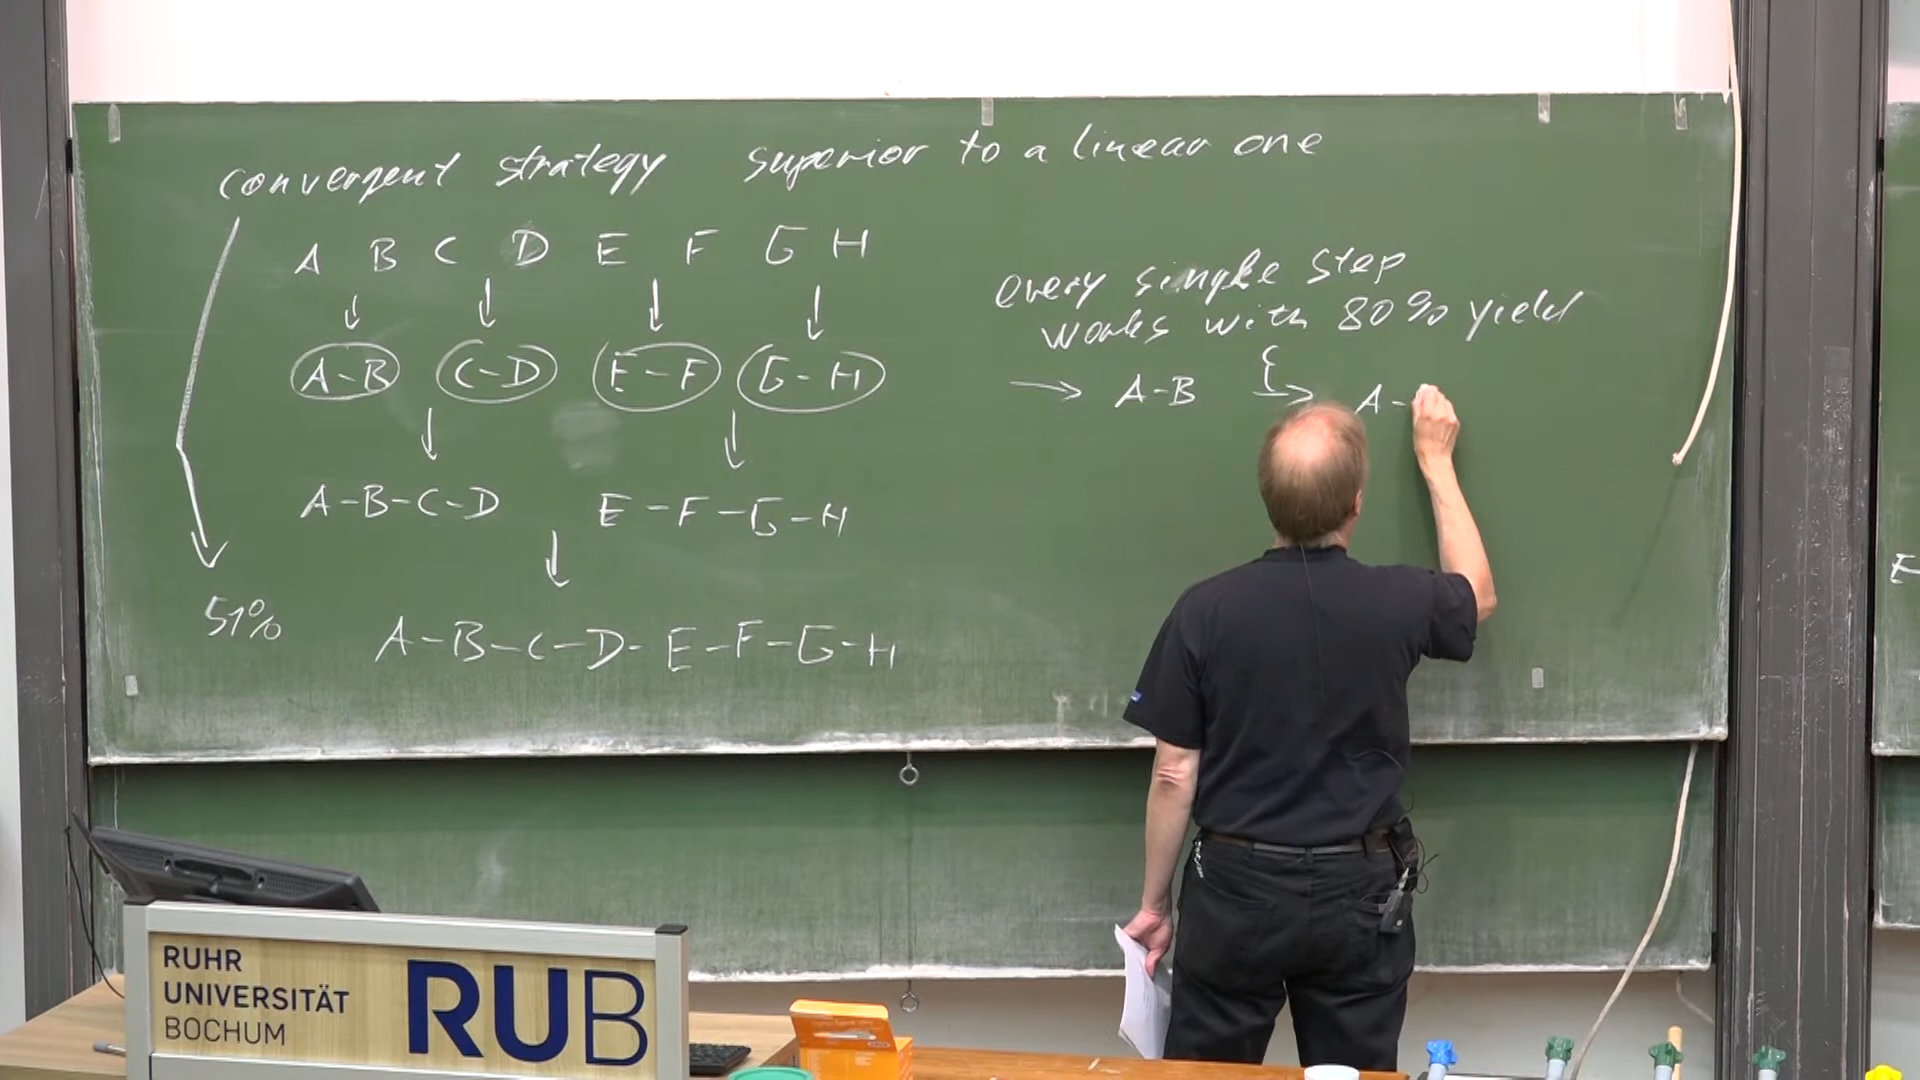 convergent strategy superior to a linear one
A B C D E F G H
A-B C-D E-F G-H
A-B-C-D E-F-G-H
51%
A-B-C-D-E-F-G-H
every single step
works with 80% yield
A-B A-
RUHR
UNIVERSITÄT
BOCHUM
RUB